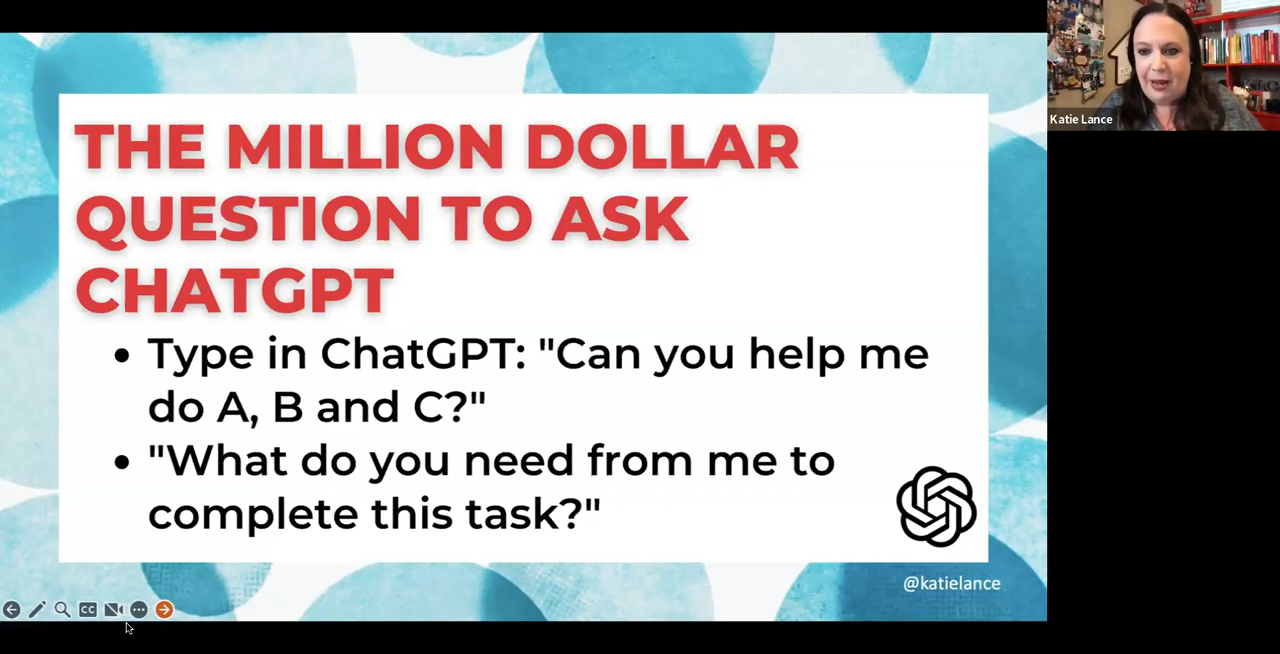 THE MILLION DOLLAR
QUESTION TO ASK
CHATGPT
• Type in ChatGPT: "Can you help me
do A, B and C?"
• "What do you need from me to
complete this task?"
@katielance
CC
Katie Lance